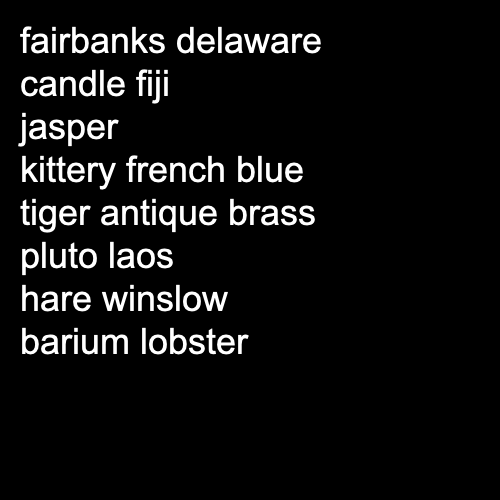 fairbanks delaware
candle fiji
jasper
kittery french blue
tiger antique brass
pluto laos
hare winslow
barium lobster